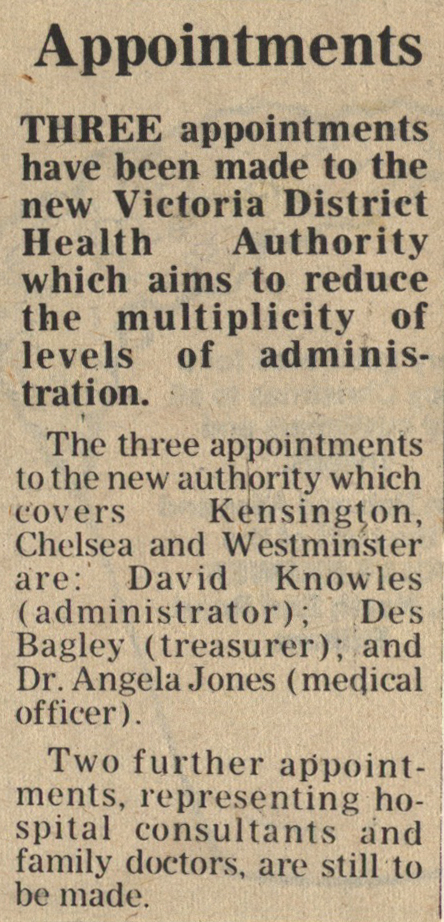 Appointments
THREE appointments
have been made to the
new Victoria District
Health Authority
which aims to reduce
the multiplicity of
levels of adminis-
tration.
The three appointments
to the new authority which
covers Kensington,
Chelsea and Westminster
are: David Knowles
(administrator); Des
Bagley (treasurer); and
Dr. Angela Jones (medical
officer).
Two further appoint-
ments, representing ho-
spital consultants and
family doctors, are still to
be made.